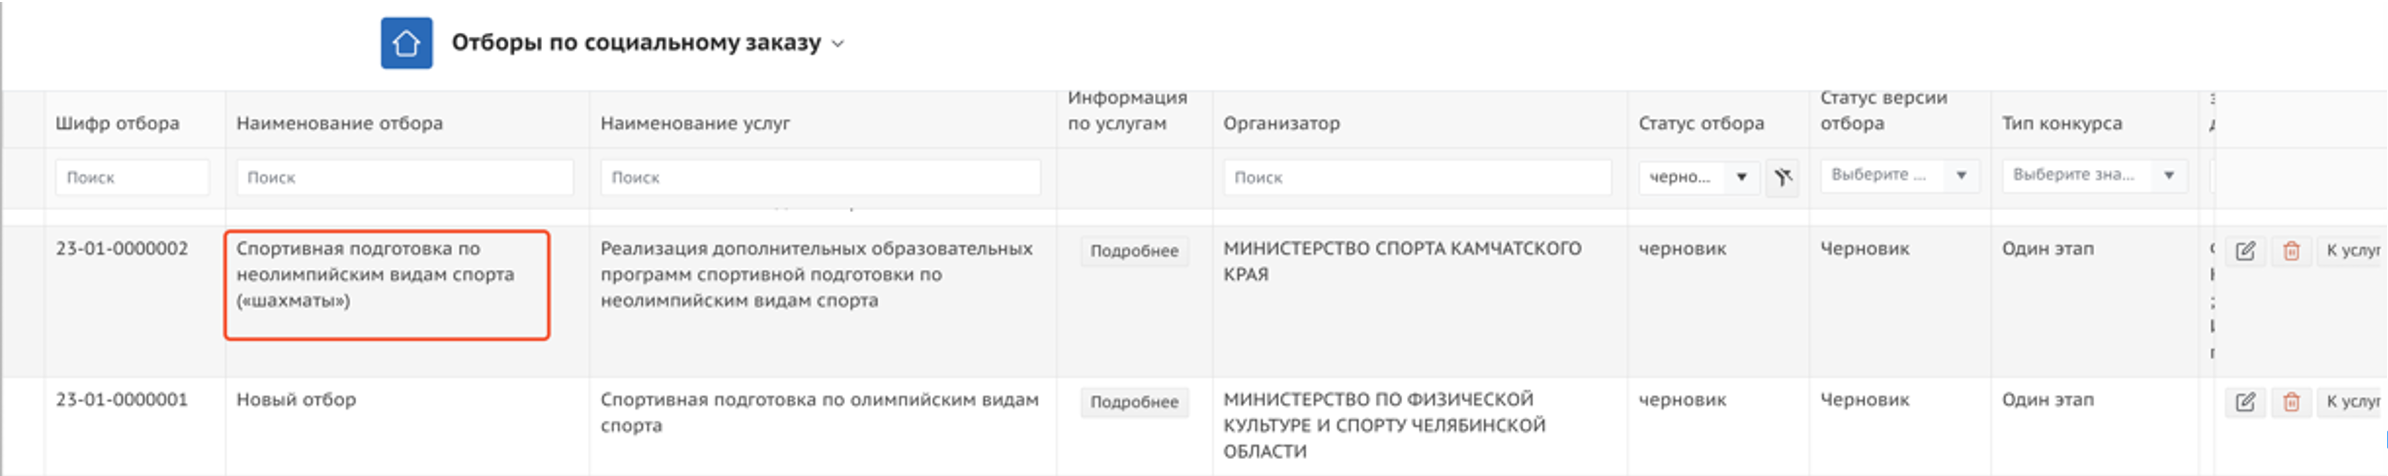 Отборы по социальному заказу
Информация по услугам
Статус версии отбора
Шифр отбора
Наименование отбора
Наименование услуг
Организатор
Статус отбора
Тип конкурса
Поиск
Поиск
Поиск
Поиск
черно...
Выберите ...
Выберите зна...
23-01-0000002
Спортивная подготовка по
неолимпийским видам спорта
(«шахматы»)
Реализация дополнительных образовательных
программ спортивной подготовки по
неолимпийским видам спорта
Подробнее
МИНИСТЕРСТВО СПОРТА КАМЧАТСКОГО
КРАЯ
черновик
Черновик
Один этап
К услуг
23-01-0000001
Новый отбор
Спортивная подготовка по олимпийским видам
спорта
Подробнее
МИНИСТЕРСТВО ПО ФИЗИЧЕСКОЙ
КУЛЬТУРЕ И СПОРТУ ЧЕЛЯБИНСКОЙ
ОБЛАСТИ
черновик
Черновик
Один этап
К услуг